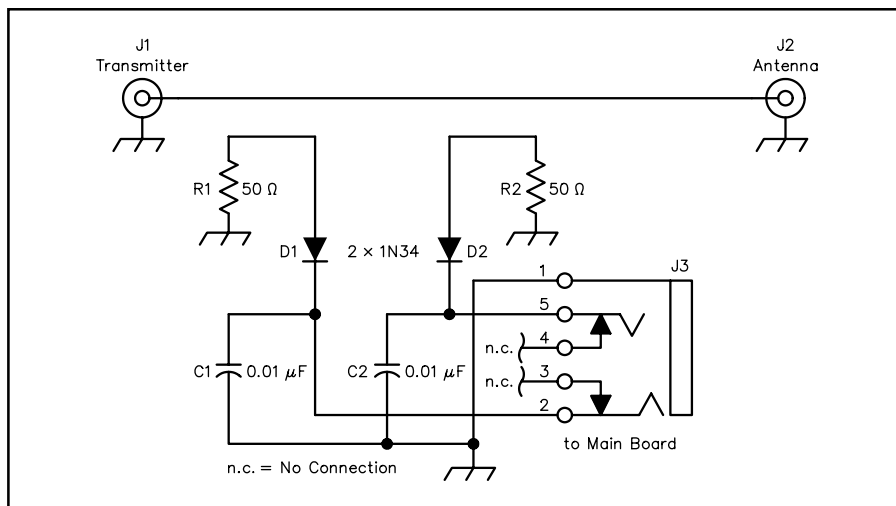 J1
Transmitter
J2
Antenna
R1
50 Ω
R2
50 Ω
D1
2 × 1N34
D2
1
J3
5
n.c.
4
C1
0.01 μF
C2
0.01 μF
n.c.
3
2
to Main Board
n.c. = No Connection